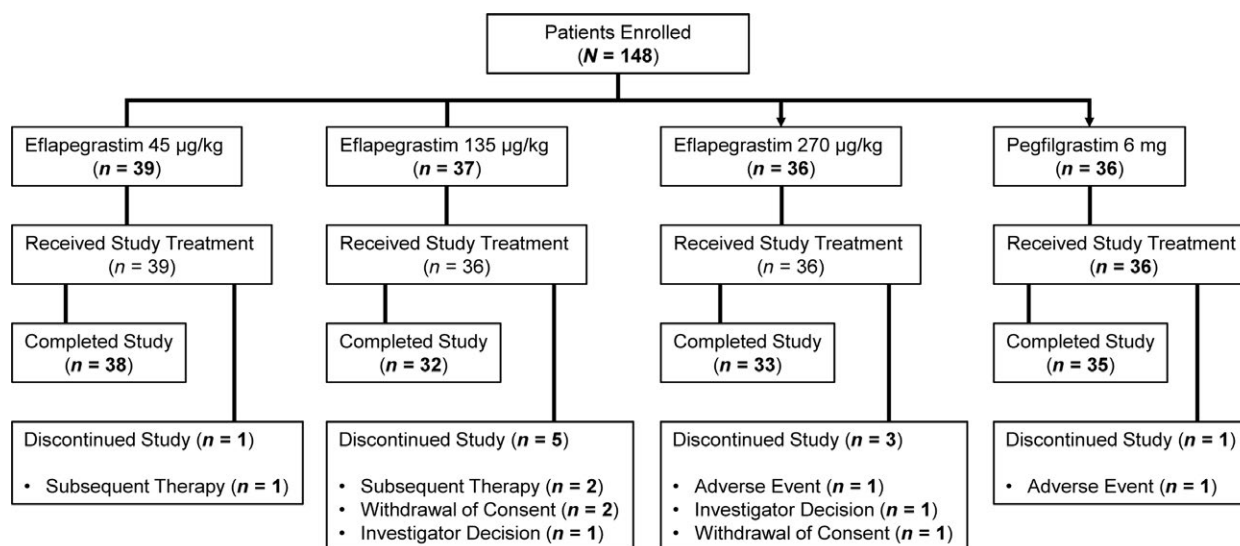 Patients Enrolled
(N = 148)
Eflapegrastim 45 µg/kg
(n = 39)
Eflapegrastim 135 µg/kg
(n = 37)
Eflapegrastim 270 µg/kg
(n = 36)
Pegfilgrastim 6 mg
(n = 36)
Received Study Treatment
(n = 39)
Received Study Treatment
(n = 36)
Received Study Treatment
(n = 36)
Received Study Treatment
(n = 36)
Completed Study
(n = 38)
Completed Study
(n = 32)
Completed Study
(n = 33)
Completed Study
(n = 35)
Discontinued Study (n = 1)
• Subsequent Therapy (n = 1)
Discontinued Study (n = 5)
• Subsequent Therapy (n = 2)
• Withdrawal of Consent (n = 2)
• Investigator Decision (n = 1)
Discontinued Study (n = 3)
• Adverse Event (n = 1)
• Investigator Decision (n = 1)
• Withdrawal of Consent (n = 1)
Discontinued Study (n = 1)
• Adverse Event (n = 1)